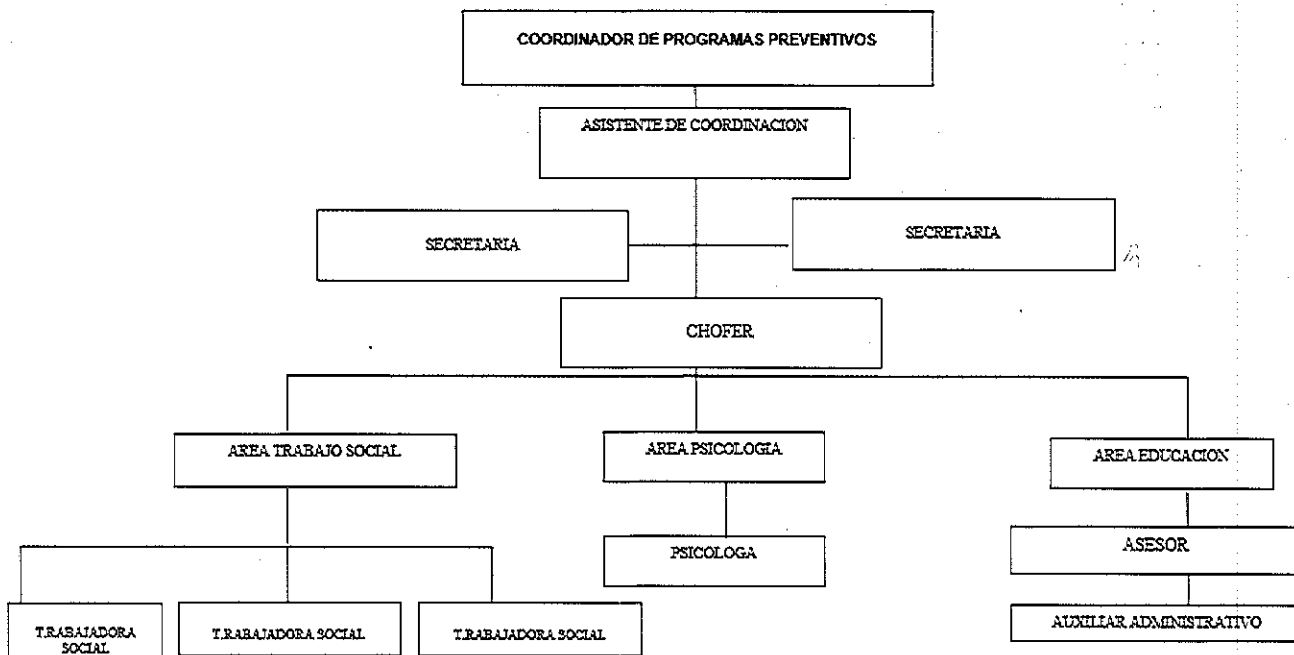 COORDINADOR DE PROGRAMAS PREVENTIVOS
ASISTENTE DE COORDINACION
SECRETARIA
SECRETARIA
CHOFER
AREA TRABAJO SOCIAL
AREA PSICOLOGIA
AREA EDUCACION
PSICOLOGA
ASESOR
T.RABAJADORA
SOCIAL
T.RABAJADORA SOCIAL
T.RABAJADORA SOCIAL
AUXILIAR ADMINISTRATIVO